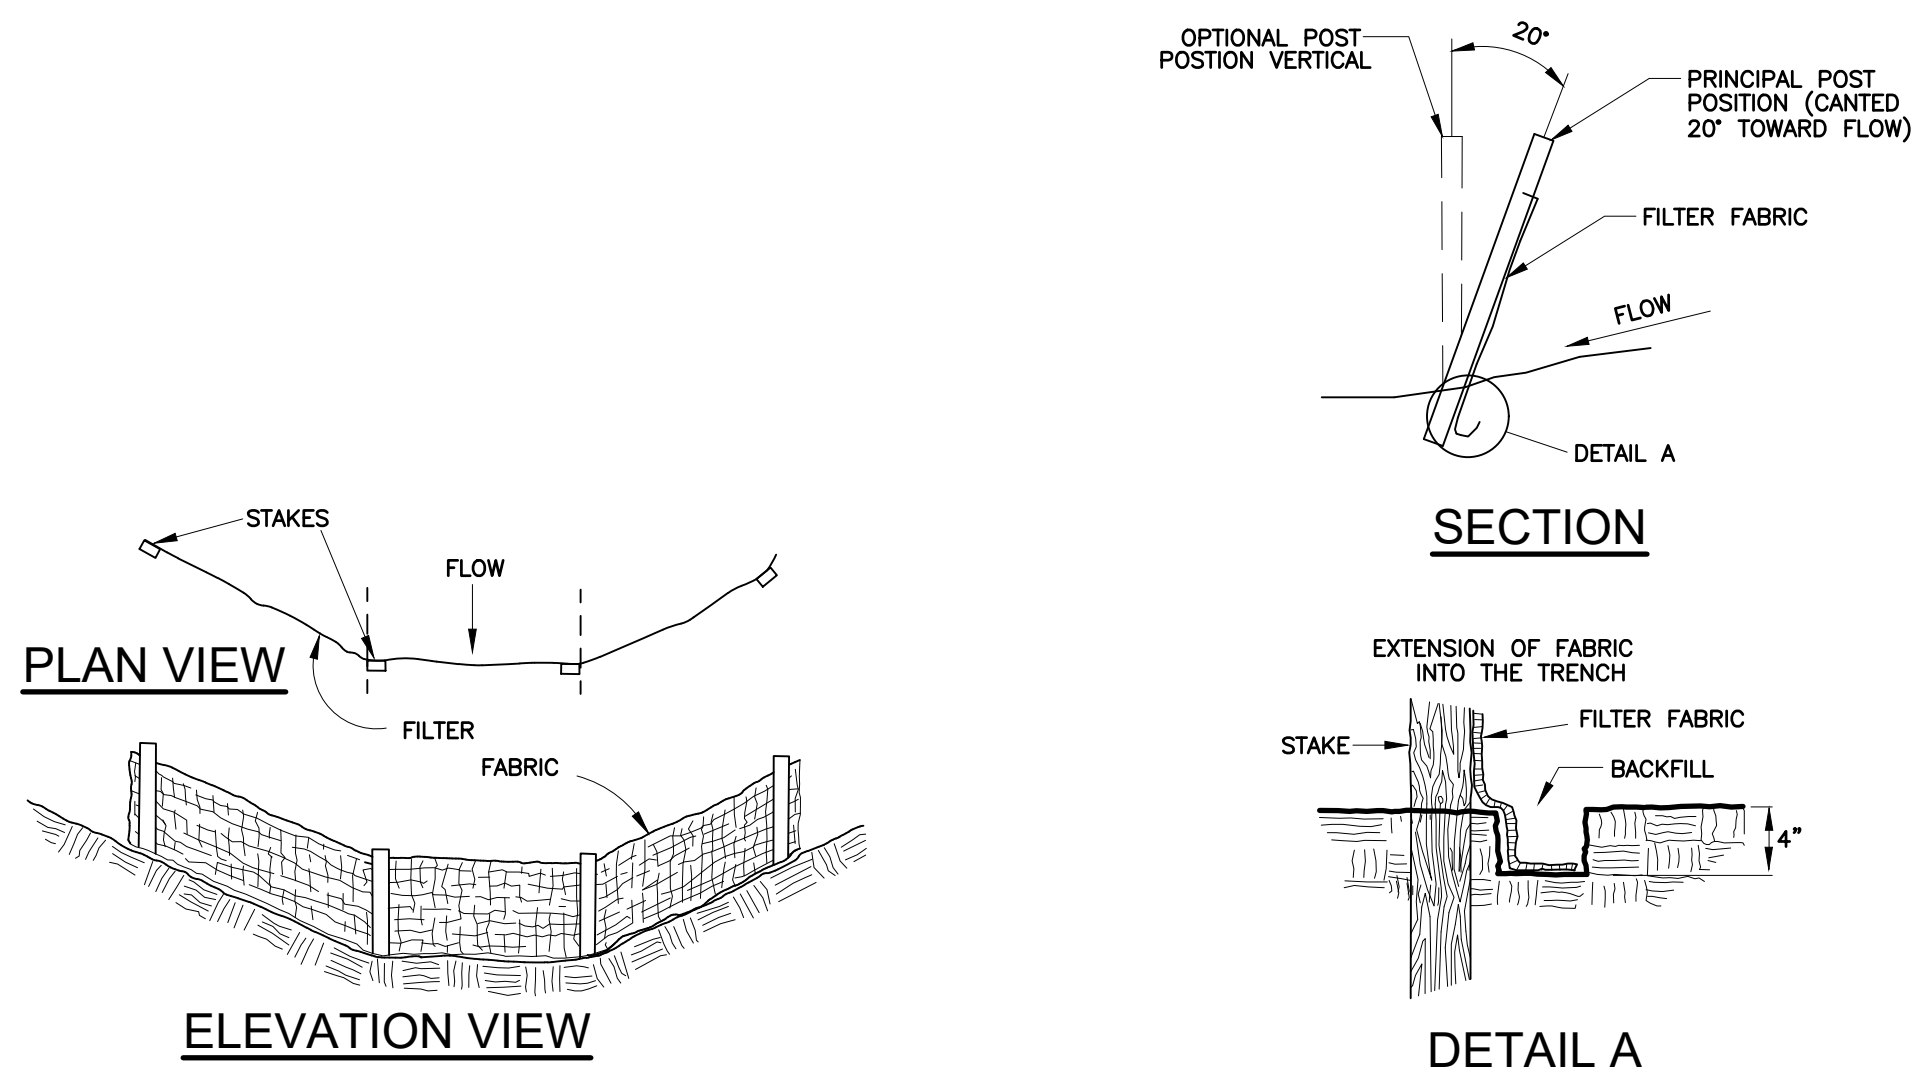 OPTIONAL POST
POSTION VERTICAL
20°
PRINCIPAL POST
POSITION (CANTED
20° TOWARD FLOW)
FILTER FABRIC
FLOW
DETAIL A
SECTION
STAKES
FLOW
PLAN VIEW
FILTER
FABRIC
ELEVATION VIEW
EXTENSION OF FABRIC
INTO THE TRENCH
FILTER FABRIC
STAKE
BACKFILL
4"
DETAIL A